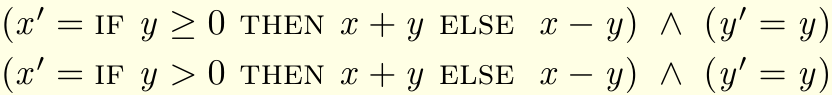 (x′ = IF y ≥ 0 THEN x + y ELSE x − y) ∧ (y′ = y)
(x′ = IF y > 0 THEN x + y ELSE x − y) ∧ (y′ = y)